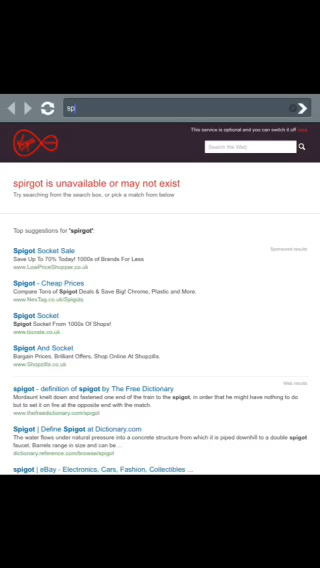 sp
This service is optional and you can switch it off here
Virgin media
Search the Web
spirgot is unavailable or may not exist
Try searching from the search box, or pick a match from below
Top suggestions for 'spirgot'
Spigot Socket Sale
Sponsored results
Save Up To 70% Today! 1000s of Brands For Less
www.LowPriceShopper.co.uk
Spigot - Cheap Prices
Compare Tons of Spigot Deals & Save Big! Chrome, Plastic and More.
www.NexTag.co.uk/Spigots
Spigot Socket
Spigot Socket From 1000s Of Shops!
www.bizrate.co.uk
Spigot And Socket
Bargain Prices. Brilliant Offers, Shop Online At Shopzilla.
www.Shopzilla.co.uk
Web results
spigot - definition of spigot by The Free Dictionary
Mordaunt knelt down and fastened one end of the train to the spigot, in order that he might have nothing to do
but to set it on fire at the opposite end with the match.
www.thefreedictionary.com/spigot
Spigot | Define Spigot at Dictionary.com
The water flows under natural pressure into a concrete structure from which it is piped downhill to a double spigot
faucet. Barrels range in size and can be ...
dictionary.reference.com/browse/spigot
spigot | eBay - Electronics, Cars, Fashion, Collectibles ...